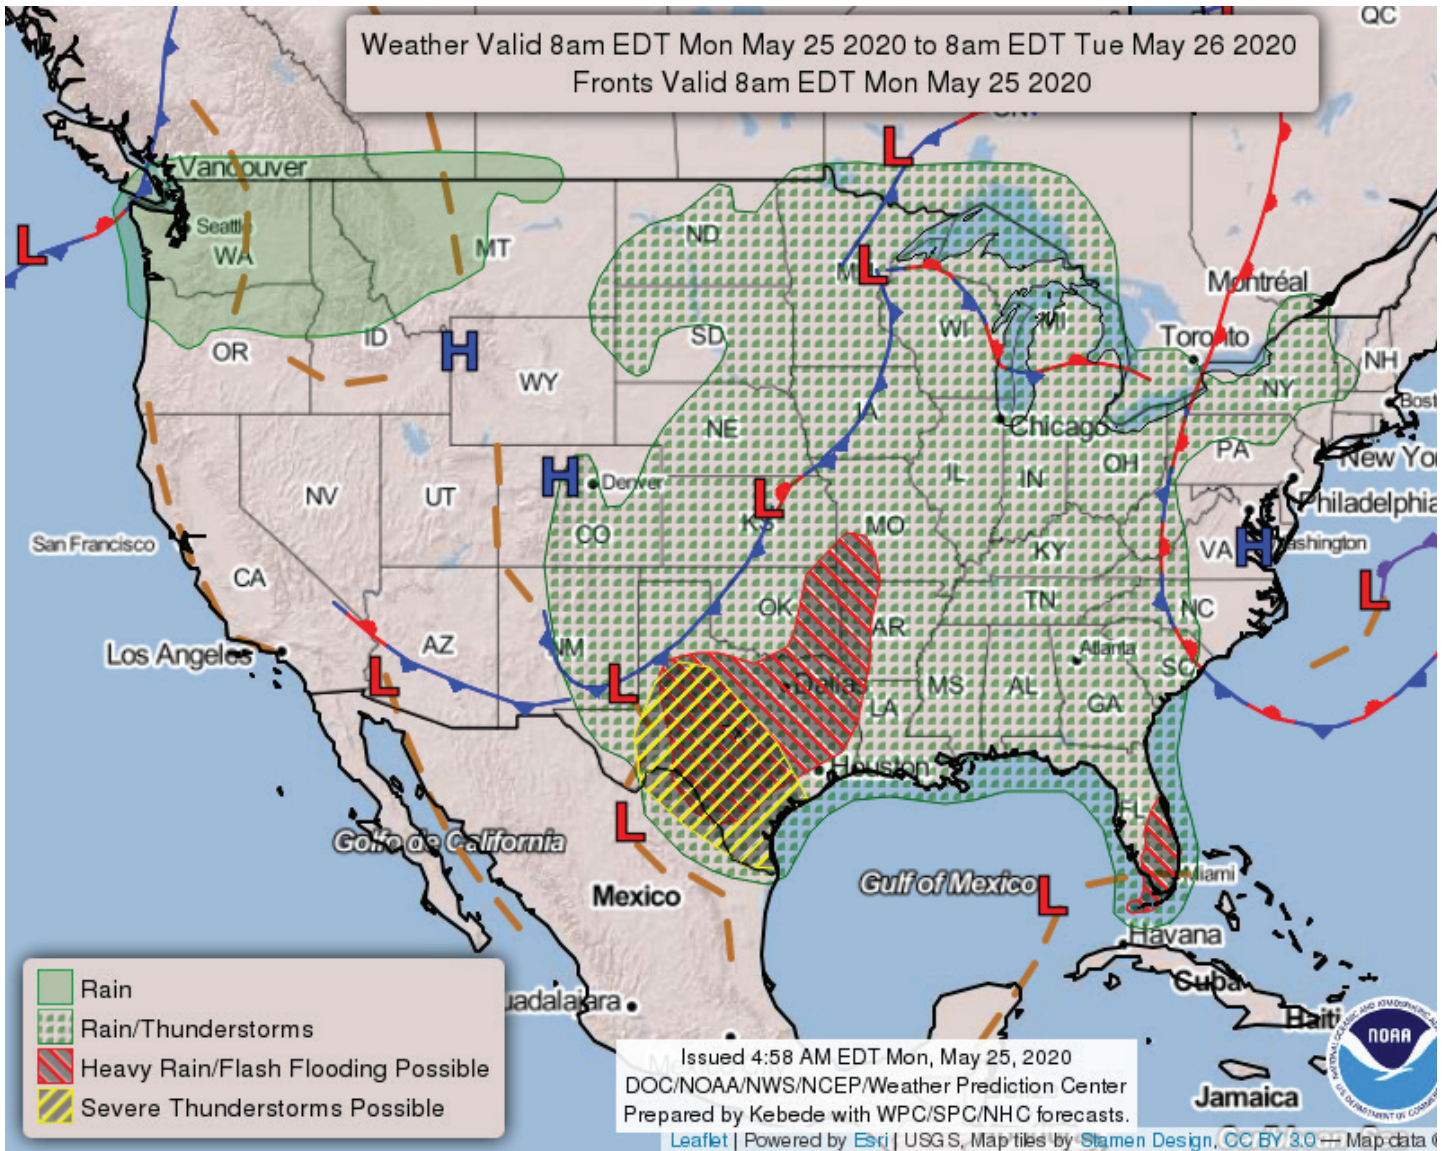 QC
Weather Valid 8am EDT Mon May 25 2020 to 8am EDT Tue May 26 2020
Fronts Valid 8am EDT Mon May 25 2020
L
Vancouver
Seattle
WA
ND
MT
L
L
Montréal
OR
ID
H
SD
WI
MI
Toronto
NH
NY
WY
NE
IA
Chicago
PA
New Yo
NV
UT
H
Denver
IL
IN
OH
Philadelphia
San Francisco
CO
L
KS
MO
KY
VA
H
ashington
CA
OK
TN
NC
L
Los Angeles
AZ
NM
AR
Atlanta
SC
L
L
Dallas
LA
MS
AL
GA
Houston
FL
L
Golfo de California
Mexico
Gulf of Mexico
L
Miami
Havana
Cuba
Haiti
Rain
Rain/Thunderstorms
Heavy Rain/Flash Flooding Possible
Severe Thunderstorms Possible
uadalajara
Mexico City
NOAA
Jamaica
Issued 4:58 AM EDT Mon, May 25, 2020
DOC/NOAA/NWS/NCEP/Weather Prediction Center
Prepared by Kebede with WPC/SPC/NHC forecasts.
Leaflet | Powered by Esri | USGS, Map tiles by Stamen Design, CC BY 3.0 — Map data ©